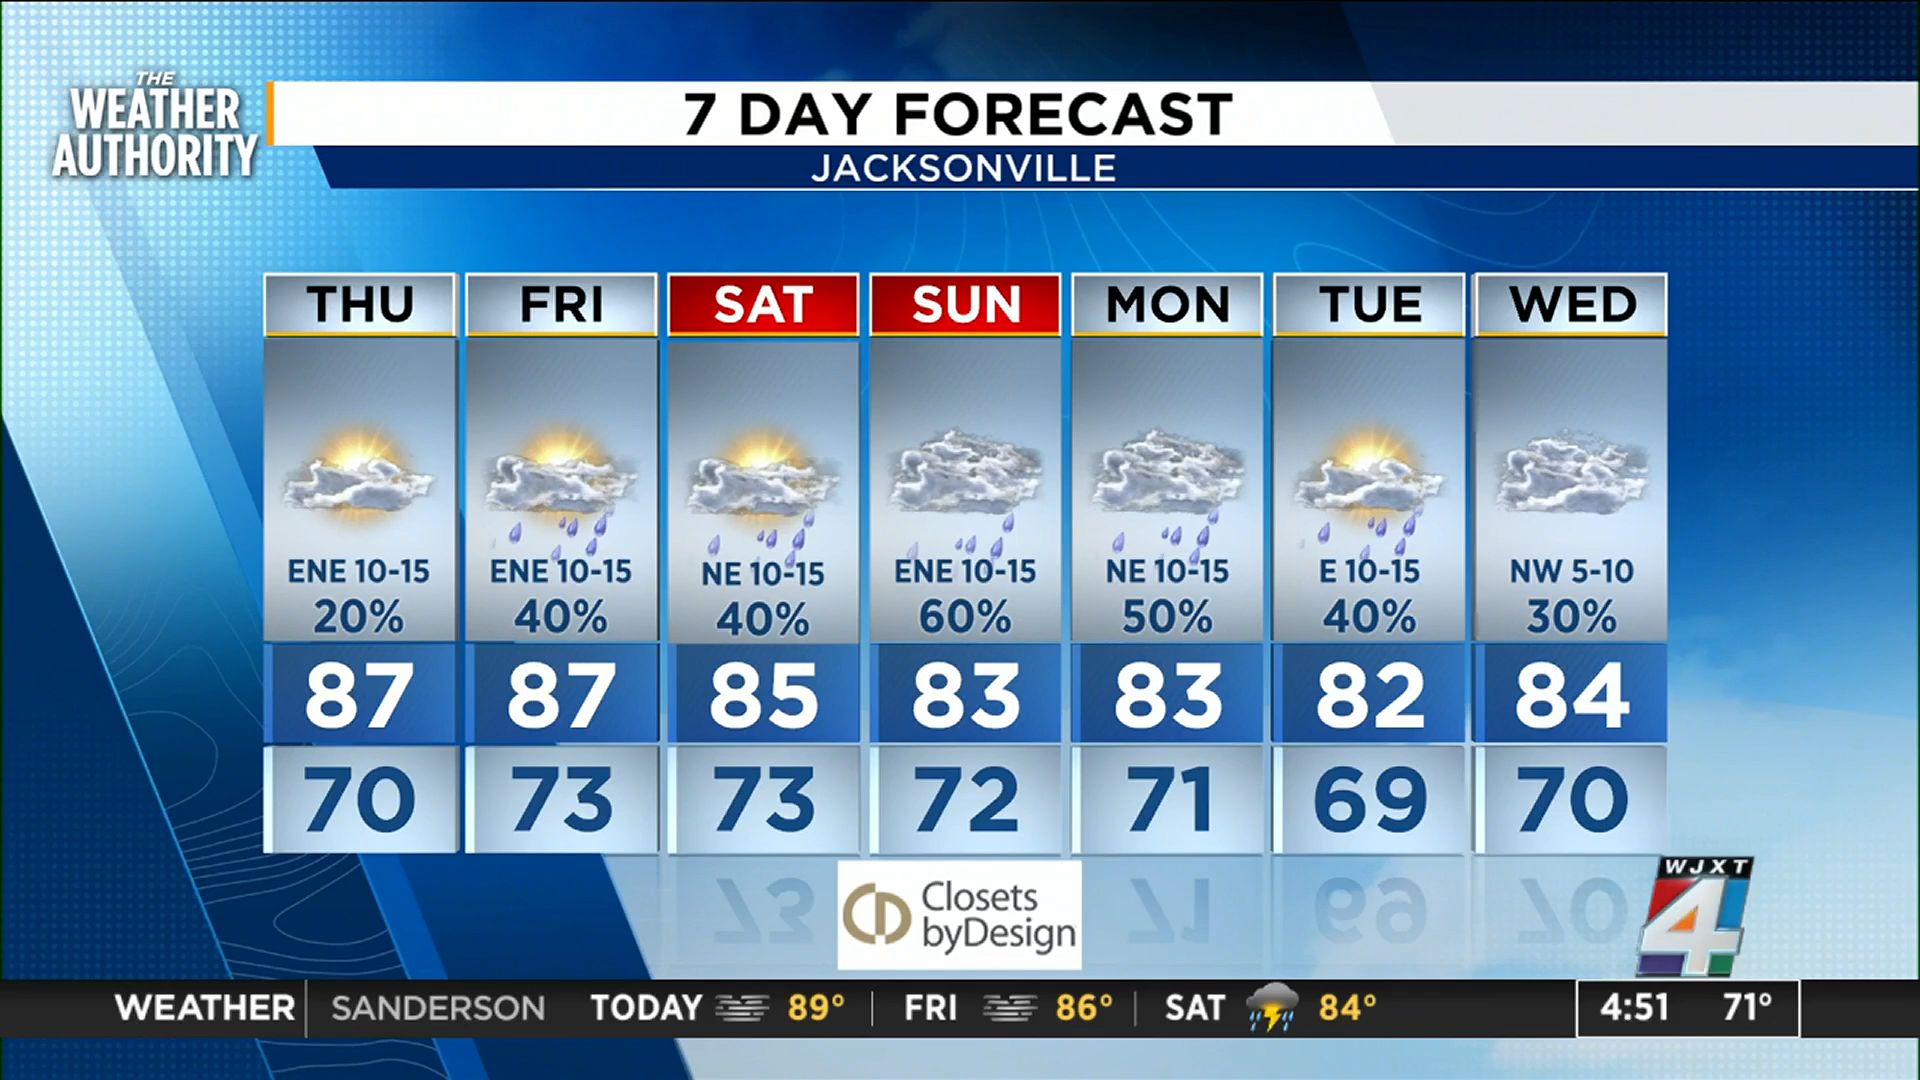 THE
WEATHER
AUTHORITY
7 DAY FORECAST
JACKSONVILLE
THU FRI SAT SUN MON TUE WED
ENE 10-15 ENE 10-15 NE 10-15 ENE 10-15 NE 10-15 E 10-15 NW 5-10
20% 40% 40% 60% 50% 40% 30%
87 87 85 83 83 82 84
70 73 73 72 71 69 70
Closets
byDesign
WJXT
4
WEATHER SANDERSON TODAY 89° FRI 86° SAT 84° 4:51 71°